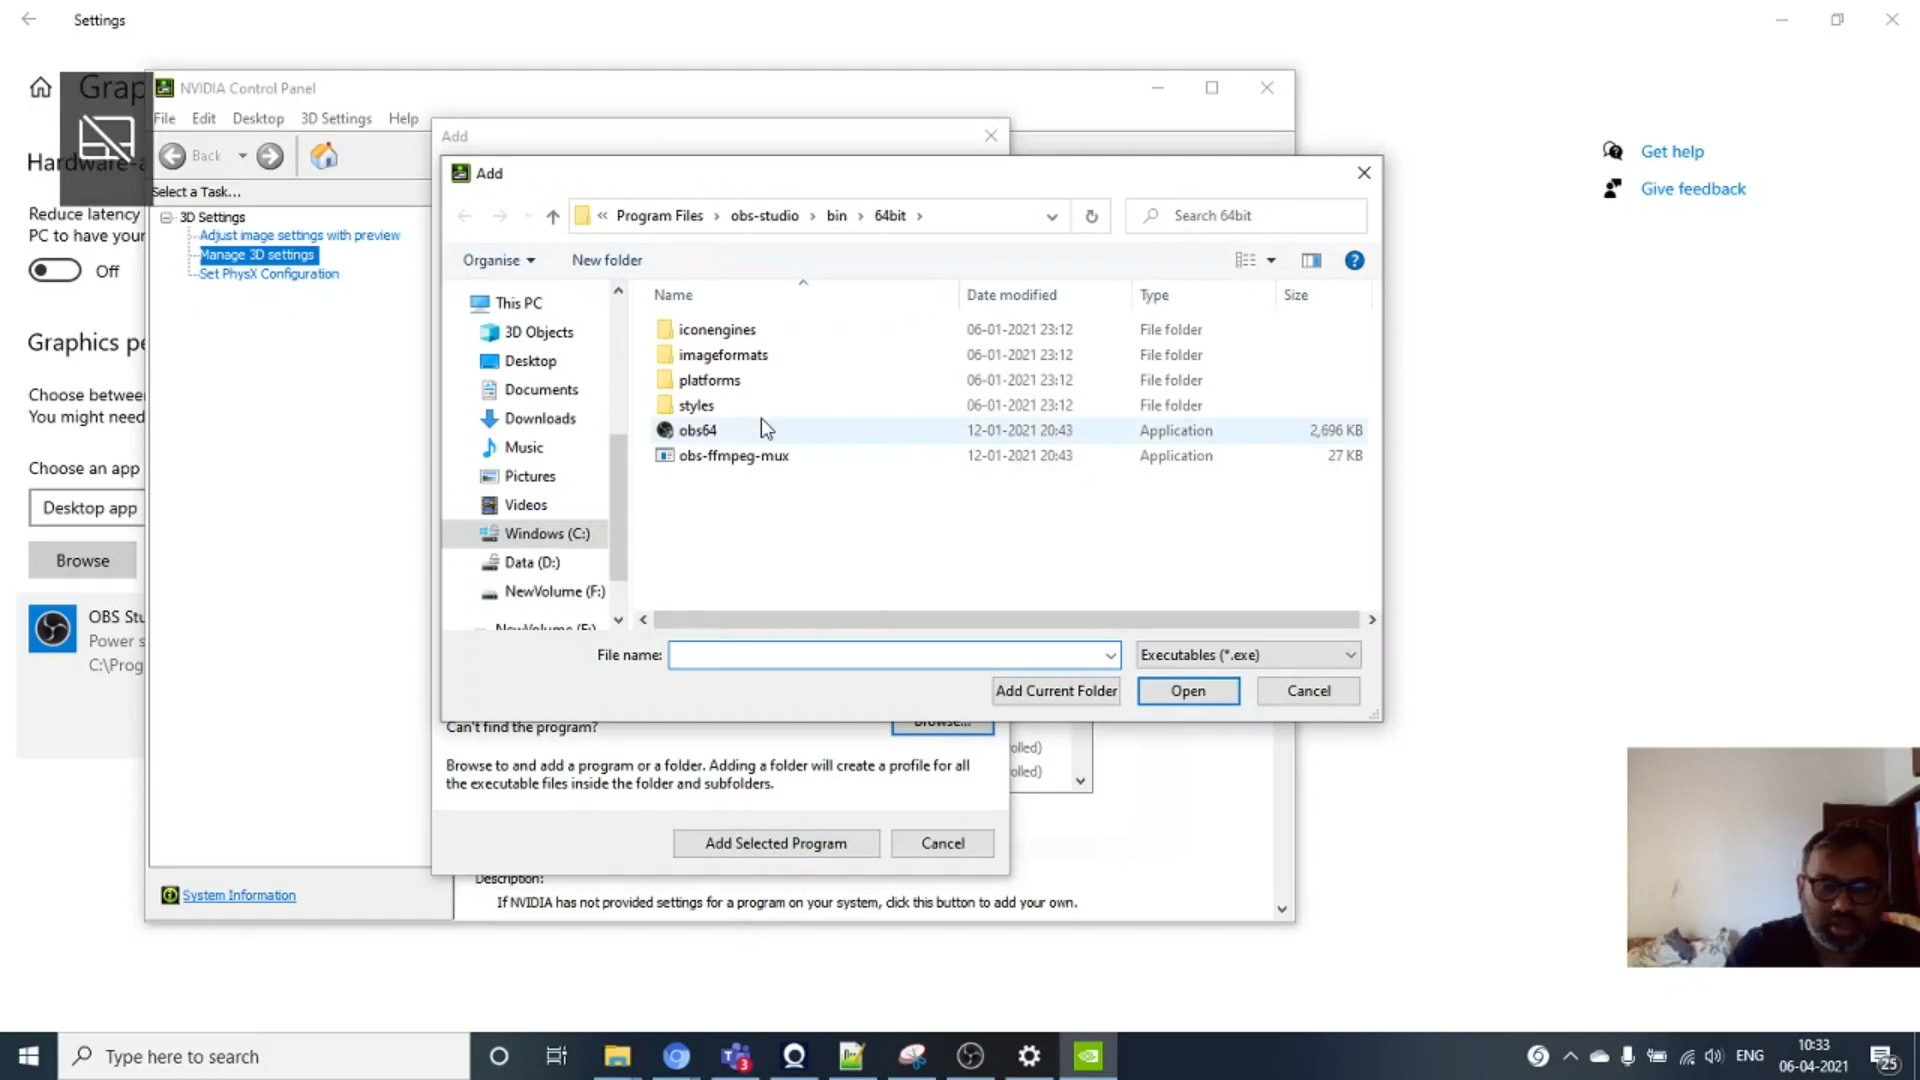 Settings
Grap
Hardware-a
Reduce latency
PC to have your
Off
Graphics pe
Choose betwee
You might need
Choose an app
Desktop app
Browse
OBS Stu
Power s
C:\Prog
Get help
Give feedback
NVIDIA Control Panel
File Edit Desktop 3D Settings Help
Back
Select a Task...
3D Settings
Adjust image settings with preview
Manage 3D settings
Set PhysX Configuration
System Information
Add
Add
« Program Files › obs-studio › bin › 64bit ›
Search 64bit
Organise New folder
This PC
3D Objects
Desktop
Documents
Downloads
Music
Pictures
Videos
Windows (C:)
Data (D:)
NewVolume (F:)
Name Date modified Type Size
iconengines 06-01-2021 23:12 File folder
imageformats 06-01-2021 23:12 File folder
platforms 06-01-2021 23:12 File folder
styles 06-01-2021 23:12 File folder
obs64 12-01-2021 20:43 Application 2,696 KB
obs-ffmpeg-mux 12-01-2021 20:43 Application 27 KB
File name: Executables (*.exe)
Add Current Folder Open Cancel
Can't find the program? Browse...
olled)
olled)
Browse to and add a program or a folder. Adding a folder will create a profile for all
the executable files inside the folder and subfolders.
Add Selected Program Cancel
Description:
If NVIDIA has not provided settings for a program on your system, click this button to add your own.
Type here to search
3
ENG
10:33
06-04-2021
25